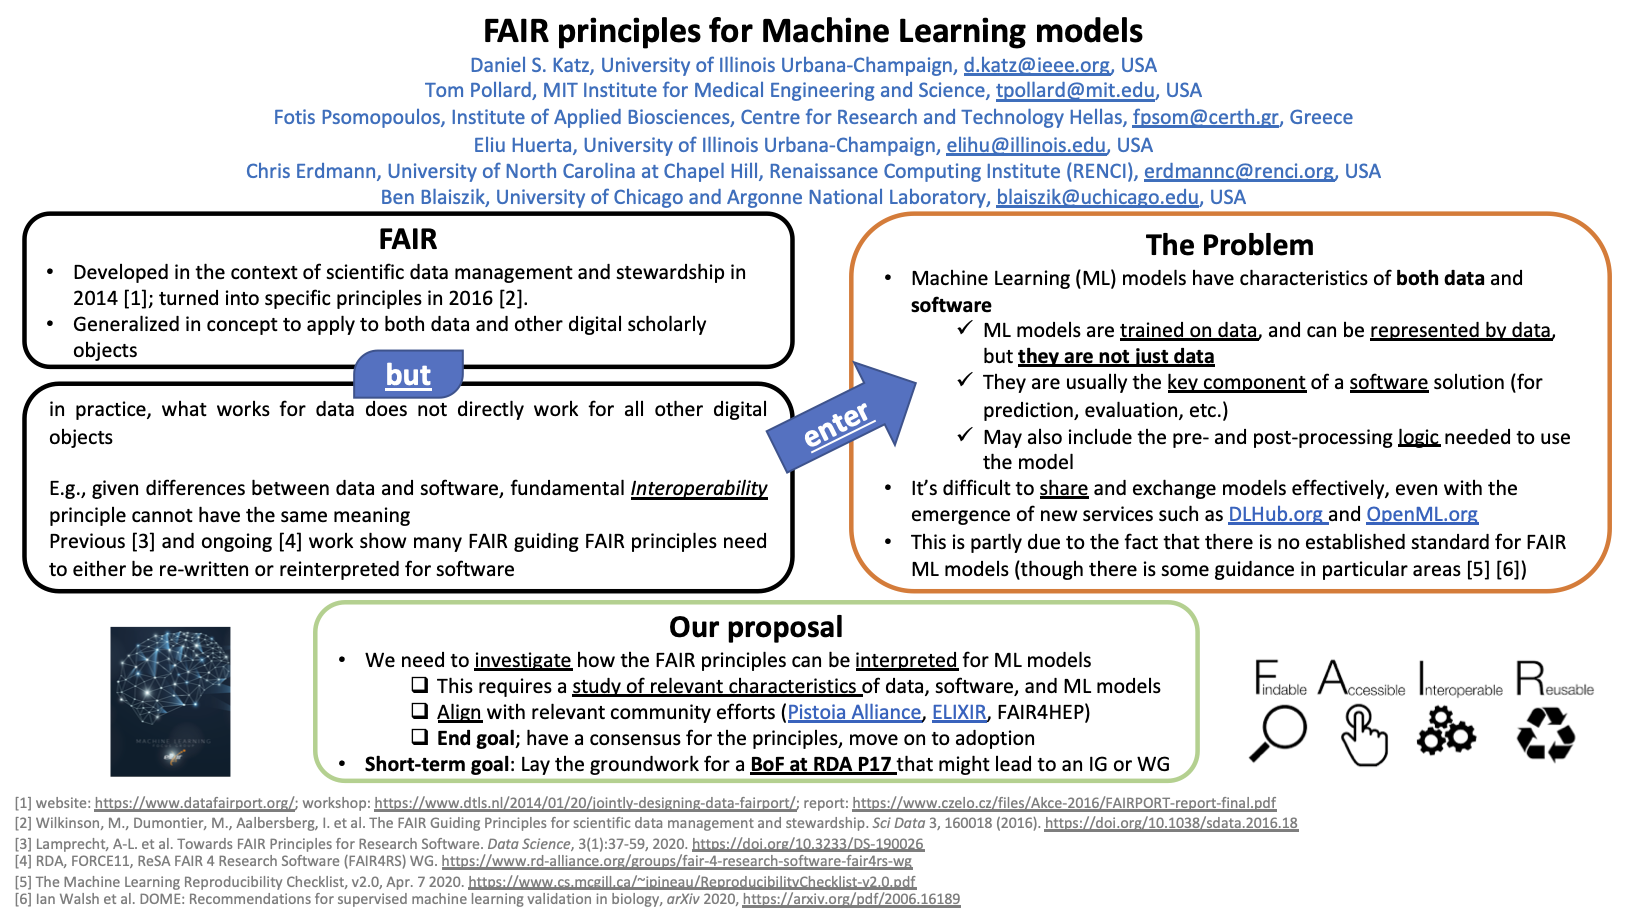 FAIR principles for Machine Learning models
Daniel S. Katz, University of Illinois Urbana-Champaign, d.katz@ieee.org, USA
Tom Pollard, MIT Institute for Medical Engineering and Science, tpollard@mit.edu, USA
Fotis Psomopoulos, Institute of Applied Biosciences, Centre for Research and Technology Hellas, fpsom@certh.gr, Greece
Eliu Huerta, University of Illinois Urbana-Champaign, elihu@illinois.edu, USA
Chris Erdmann, University of North Carolina at Chapel Hill, Renaissance Computing Institute (RENCI), erdmannc@renci.org, USA
Ben Blaiszik, University of Chicago and Argonne National Laboratory, blaiszik@uchicago.edu, USA
FAIR
• Developed in the context of scientific data management and stewardship in
2014 [1]; turned into specific principles in 2016 [2].
• Generalized in concept to apply to both data and other digital scholarly
objects
but
in practice, what works for data does not directly work for all other digital
objects
E.g., given differences between data and software, fundamental Interoperability
principle cannot have the same meaning
Previous [3] and ongoing [4] work show many FAIR guiding FAIR principles need
to either be re-written or reinterpreted for software
enter
The Problem
• Machine Learning (ML) models have characteristics of both data and
software
✓ ML models are trained on data, and can be represented by data,
but they are not just data
✓ They are usually the key component of a software solution (for
prediction, evaluation, etc.)
✓ May also include the pre- and post-processing logic needed to use
the model
• It's difficult to share and exchange models effectively, even with the
emergence of new services such as DLHub.org and OpenML.org
• This is partly due to the fact that there is no established standard for FAIR
ML models (though there is some guidance in particular areas [5] [6])
MACHINE LEARNING
Our proposal
• We need to investigate how the FAIR principles can be interpreted for ML models
❑ This requires a study of relevant characteristics of data, software, and ML models
❑ Align with relevant community efforts (Pistoia Alliance, ELIXIR, FAIR4HEP)
❑ End goal; have a consensus for the principles, move on to adoption
• Short-term goal: Lay the groundwork for a BoF at RDA P17 that might lead to an IG or WG
Findable Accessible Interoperable Reusable
[1] website: https://www.datafairport.org/; workshop: https://www.dtls.nl/2014/01/20/jointly-designing-data-fairport/; report: https://www.czelo.cz/files/Akce-2016/FAIRPORT-report-final.pdf
[2] Wilkinson, M., Dumontier, M., Aalbersberg, I. et al. The FAIR Guiding Principles for scientific data management and stewardship. Sci Data 3, 160018 (2016). https://doi.org/10.1038/sdata.2016.18
[3] Lamprecht, A-L. et al. Towards FAIR Principles for Research Software. Data Science, 3(1):37-59, 2020. https://doi.org/10.3233/DS-190026
[4] RDA, FORCE11, ReSA FAIR 4 Research Software (FAIR4RS) WG. https://www.rd-alliance.org/groups/fair-4-research-software-fair4rs-wg
[5] The Machine Learning Reproducibility Checklist, v2.0, Apr. 7 2020. https://www.cs.mcgill.ca/~jpineau/ReproducibilityChecklist-v2.0.pdf
[6] Ian Walsh et al. DOME: Recommendations for supervised machine learning validation in biology, arXiv 2020, https://arxiv.org/pdf/2006.16189